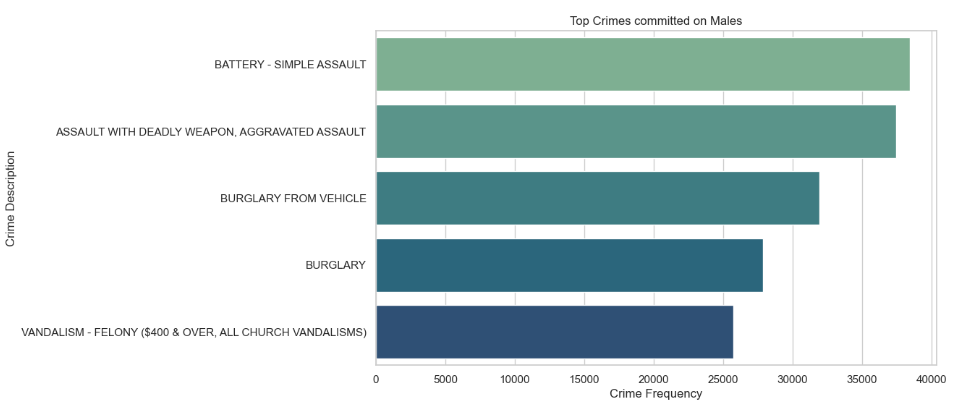 Top Crimes committed on Males
Crime Description
BATTERY - SIMPLE ASSAULT
ASSAULT WITH DEADLY WEAPON, AGGRAVATED ASSAULT
BURGLARY FROM VEHICLE
BURGLARY
VANDALISM - FELONY ($400 & OVER, ALL CHURCH VANDALISMS)
0 5000 10000 15000 20000 25000 30000 35000 40000
Crime Frequency